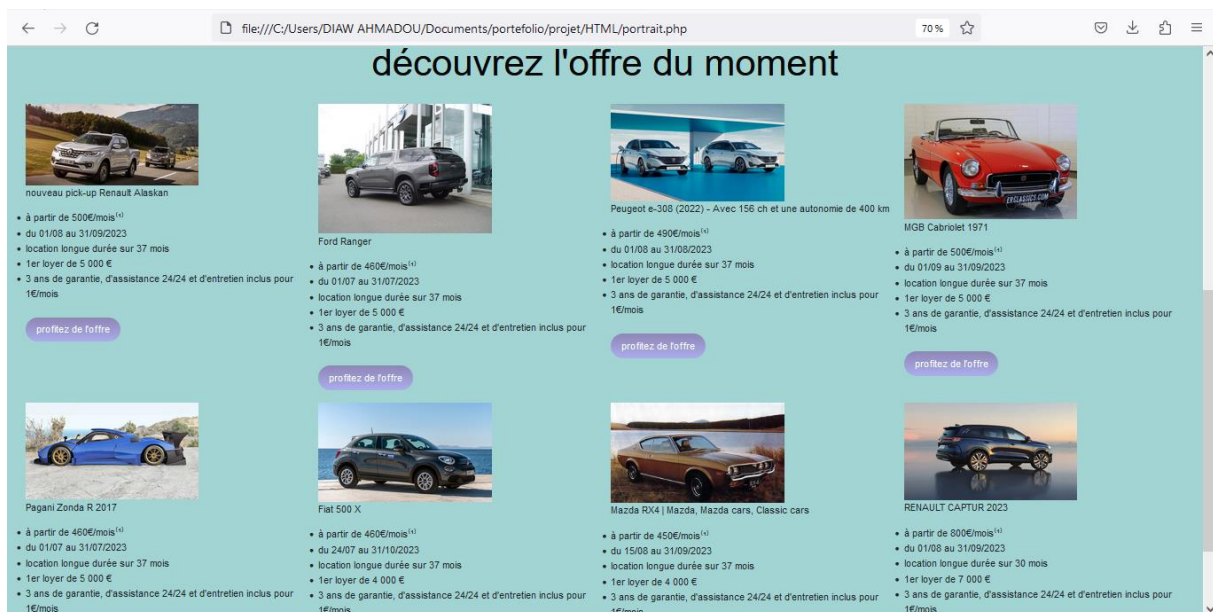 file:///C:/Users/DIAW AHMADOU/Documents/portefolio/projet/HTML/portrait.php
70 %
découvrez l'offre du moment
nouveau pick-up Renault Alaskan
• à partir de 500€/mois⁽¹⁾
• du 01/08 au 31/09/2023
• location longue durée sur 37 mois
• 1er loyer de 5 000 €
• 3 ans de garantie, d'assistance 24/24 et d'entretien inclus pour
1€/mois
profitez de l'offre
Ford Ranger
• à partir de 460€/mois⁽¹⁾
• du 01/07 au 31/07/2023
• location longue durée sur 37 mois
• 1er loyer de 5 000 €
• 3 ans de garantie, d'assistance 24/24 et d'entretien inclus pour
1€/mois
profitez de l'offre
Peugeot e-308 (2022) – Avec 156 ch et une autonomie de 400 km
• à partir de 490€/mois⁽¹⁾
• du 01/08 au 31/08/2023
• location longue durée sur 37 mois
• 1er loyer de 5 000 €
• 3 ans de garantie, d'assistance 24/24 et d'entretien inclus pour
1€/mois
profitez de l'offre
ERCLASSICS.COM
MGB Cabriolet 1971
• à partir de 500€/mois⁽¹⁾
• du 01/09 au 31/09/2023
• location longue durée sur 37 mois
• 1er loyer de 5 000 €
• 3 ans de garantie, d'assistance 24/24 et d'entretien inclus pour
1€/mois
profitez de l'offre
Pagani Zonda R 2017
• à partir de 460€/mois⁽¹⁾
• du 01/07 au 31/07/2023
• location longue durée sur 37 mois
• 1er loyer de 5 000 €
• 3 ans de garantie, d'assistance 24/24 et d'entretien inclus pour
1€/mois
Fiat 500 X
• à partir de 460€/mois⁽¹⁾
• du 24/07 au 31/10/2023
• location longue durée sur 37 mois
• 1er loyer de 4 000 €
• 3 ans de garantie, d'assistance 24/24 et d'entretien inclus pour
1€/mois
Mazda RX4 | Mazda, Mazda cars, Classic cars
• à partir de 450€/mois⁽¹⁾
• du 15/08 au 31/09/2023
• location longue durée sur 37 mois
• 1er loyer de 4 000 €
• 3 ans de garantie, d'assistance 24/24 et d'entretien inclus pour
1€/mois
RENAULT CAPTUR 2023
• à partir de 800€/mois⁽¹⁾
• du 01/08 au 31/09/2023
• location longue durée sur 30 mois
• 1er loyer de 7 000 €
• 3 ans de garantie, d'assistance 24/24 et d'entretien inclus pour
1€/mois